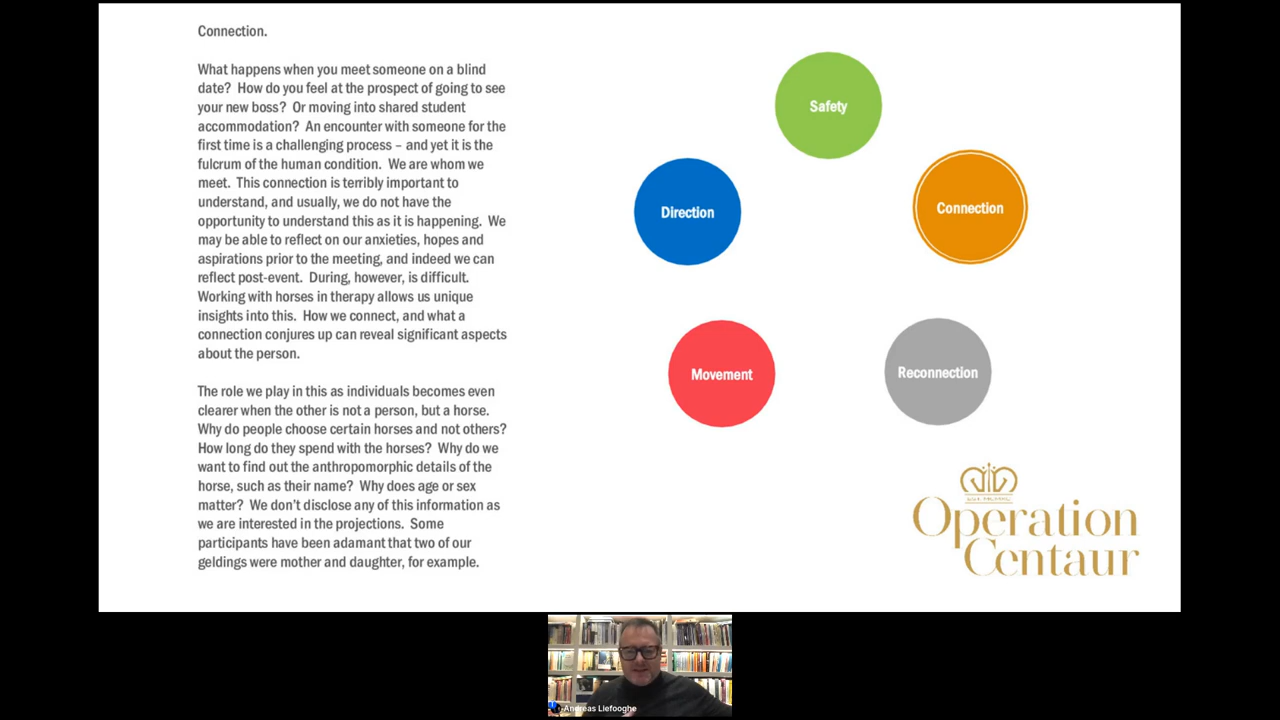 Connection.
What happens when you meet someone on a blind
date?  How do you feel at the prospect of going to see
your new boss?  Or moving into shared student
accommodation?  An encounter with someone for the
first time is a challenging process – and yet it is the
fulcrum of the human condition.  We are whom we
meet.  This connection is terribly important to
understand, and usually, we do not have the
opportunity to understand this as it is happening.  We
may be able to reflect on our anxieties, hopes and
aspirations prior to the meeting, and indeed we can
reflect post-event.  During, however, is difficult.
Working with horses in therapy allows us unique
insights into this.  How we connect, and what a
connection conjures up can reveal significant aspects
about the person.
The role we play in this as individuals becomes even
clearer when the other is not a person, but a horse.
Why do people choose certain horses and not others?
How long do they spend with the horses?  Why do we
want to find out the anthropomorphic details of the
horse, such as their name?  Why does age or sex
matter?  We don’t disclose any of this information as
we are interested in the projections.  Some
participants have been adamant that two of our
geldings were mother and daughter, for example.
Safety
Direction
Connection
Movement
Reconnection
Operation
Centaur
Andreas Liefooghe